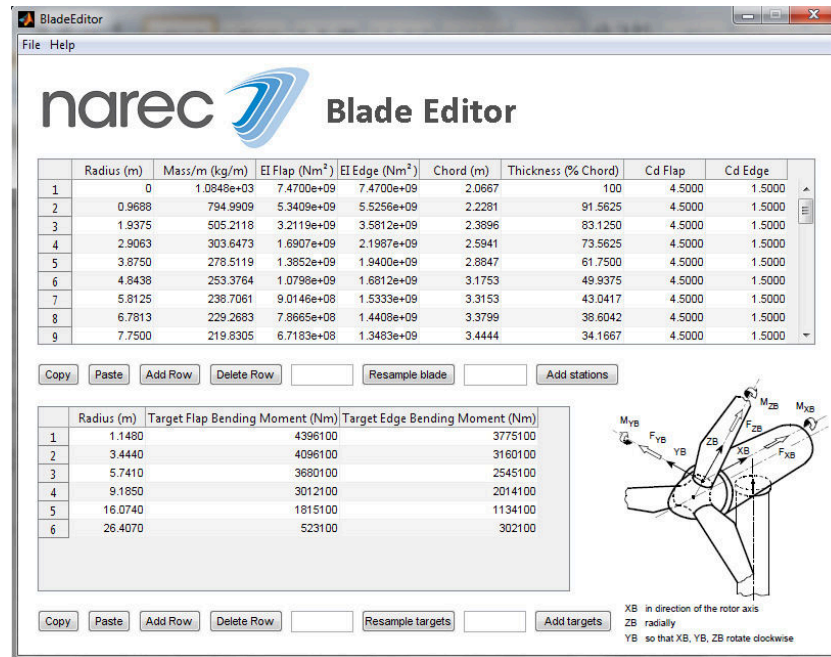 BladeEditor
File Help
narec Blade Editor
Radius (m) Mass/m (kg/m) EI Flap (Nm²) EI Edge (Nm²) Chord (m) Thickness (% Chord) Cd Flap Cd Edge
1 0 1.0848e+03 7.4700e+09 7.4700e+09 2.0667 100 4.5000 1.5000
2 0.9688 794.9909 5.3409e+09 5.5256e+09 2.2281 91.5625 4.5000 1.5000
3 1.9375 505.2118 3.2119e+09 3.5812e+09 2.3896 83.1250 4.5000 1.5000
4 2.9063 303.6473 1.6907e+09 2.1987e+09 2.5941 73.5625 4.5000 1.5000
5 3.8750 278.5119 1.3852e+09 1.9400e+09 2.8847 61.7500 4.5000 1.5000
6 4.8438 253.3764 1.0798e+09 1.6812e+09 3.1753 49.9375 4.5000 1.5000
7 5.8125 238.7061 9.0146e+08 1.5333e+09 3.3153 43.0417 4.5000 1.5000
8 6.7813 229.2683 7.8665e+08 1.4408e+09 3.3799 38.6042 4.5000 1.5000
9 7.7500 219.8305 6.7183e+08 1.3483e+09 3.4444 34.1667 4.5000 1.5000
Copy Paste Add Row Delete Row Resample blade Add stations
Radius (m) Target Flap Bending Moment (Nm) Target Edge Bending Moment (Nm)
1 1.1480 4396100 3775100
2 3.4440 4096100 3160100
3 5.7410 3680100 2545100
4 9.1850 3012100 2014100
5 16.0740 1815100 1134100
6 26.4070 523100 302100
M_ZB M_XB
M_YB F_YB YB ZB F_ZB XB F_XB
XB in direction of the rotor axis
ZB radially
YB so that XB, YB, ZB rotate clockwise
Copy Paste Add Row Delete Row Resample targets Add targets